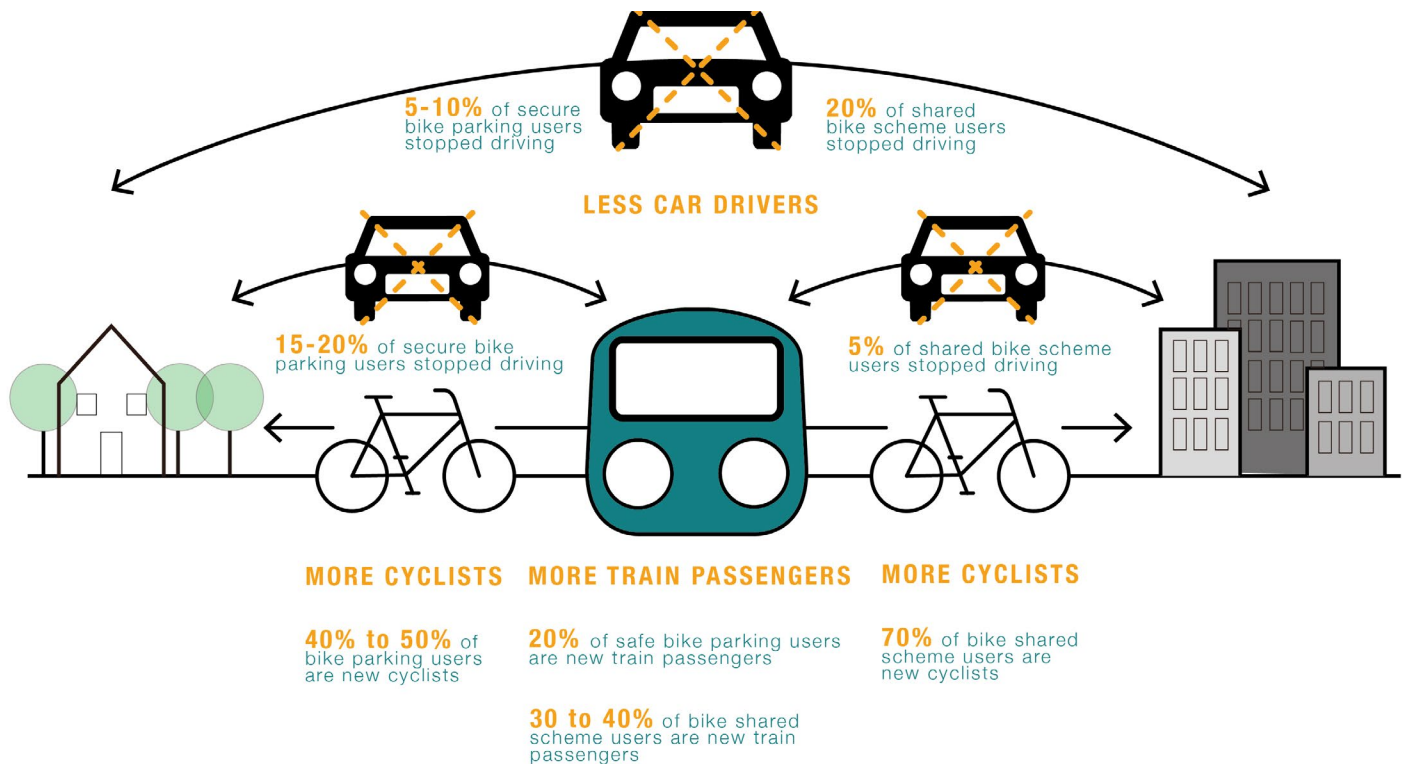 5-10% of secure
bike parking users
stopped driving
20% of shared
bike scheme users
stopped driving
LESS CAR DRIVERS
15-20% of secure bike
parking users stopped driving
5% of shared bike scheme
users stopped driving
MORE CYCLISTS
40% to 50% of
bike parking users
are new cyclists
MORE TRAIN PASSENGERS
20% of safe bike parking users
are new train passengers
30 to 40% of bike shared
scheme users are new train
passengers
MORE CYCLISTS
70% of bike shared
scheme users are
new cyclists